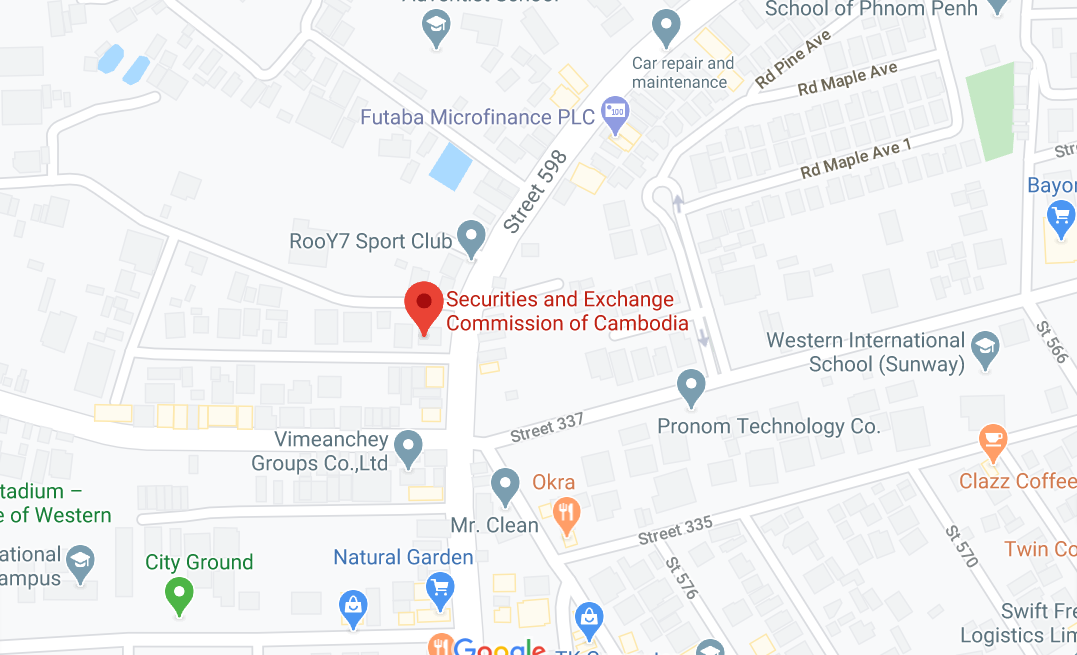 Adventist School
School of Phnom Penh
Car repair and
maintenance
Rd Pine Ave
Rd Maple Ave
Futaba Microfinance PLC
100
Rd Maple Ave 1
Street 598
Bayon
RooY7 Sport Club
Securities and Exchange
Commission of Cambodia
Western International
School (Sunway)
St 566
Street 337
Pronom Technology Co.
Vimeanchey
Groups Co.,Ltd
Okra
Clazz Coffee
tadium –
e of Western
Mr. Clean
Street 335
St 570
ational
ampus
City Ground
Natural Garden
St 576
Twin Co
Swift Fre
Logistics Lim
Google